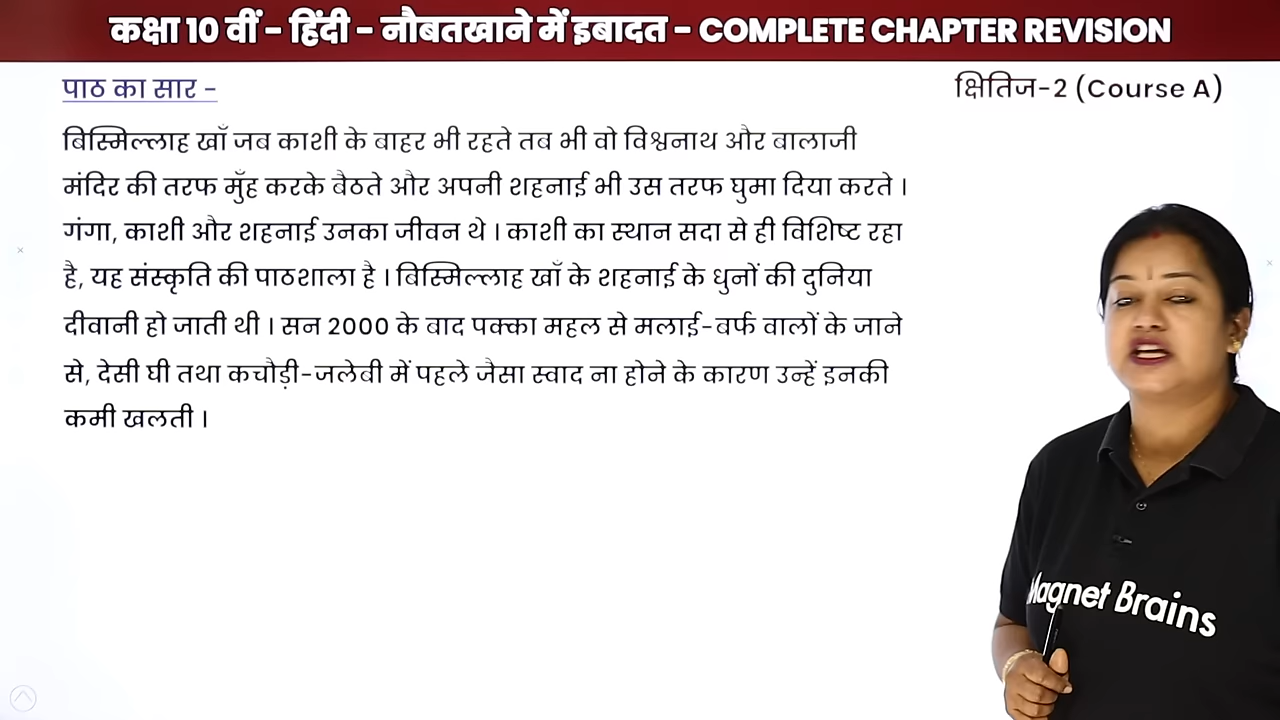 कक्षा 10 वीं - हिंदी - नौबतखाने में इबादत - COMPLETE CHAPTER REVISION
पाठ का सार -
क्षितिज-2 (Course A)
बिस्मिल्लाह खाँ जब काशी के बाहर भी रहते तब भी वो विश्वनाथ और बालाजी
मंदिर की तरफ मुँह करके बैठते और अपनी शहनाई भी उस तरफ घुमा दिया करते ।
गंगा, काशी और शहनाई उनका जीवन थे । काशी का स्थान सदा से ही विशिष्ट रहा
है, यह संस्कृति की पाठशाला है । बिस्मिल्लाह खाँ के शहनाई के धुनों की दुनिया
दीवानी हो जाती थी । सन 2000 के बाद पक्का महल से मलाई-बर्फ वालों के जाने
से, देसी घी तथा कचौड़ी-जलेबी में पहले जैसा स्वाद ना होने के कारण उन्हें इनकी
कमी खलती ।
Magnet Brains